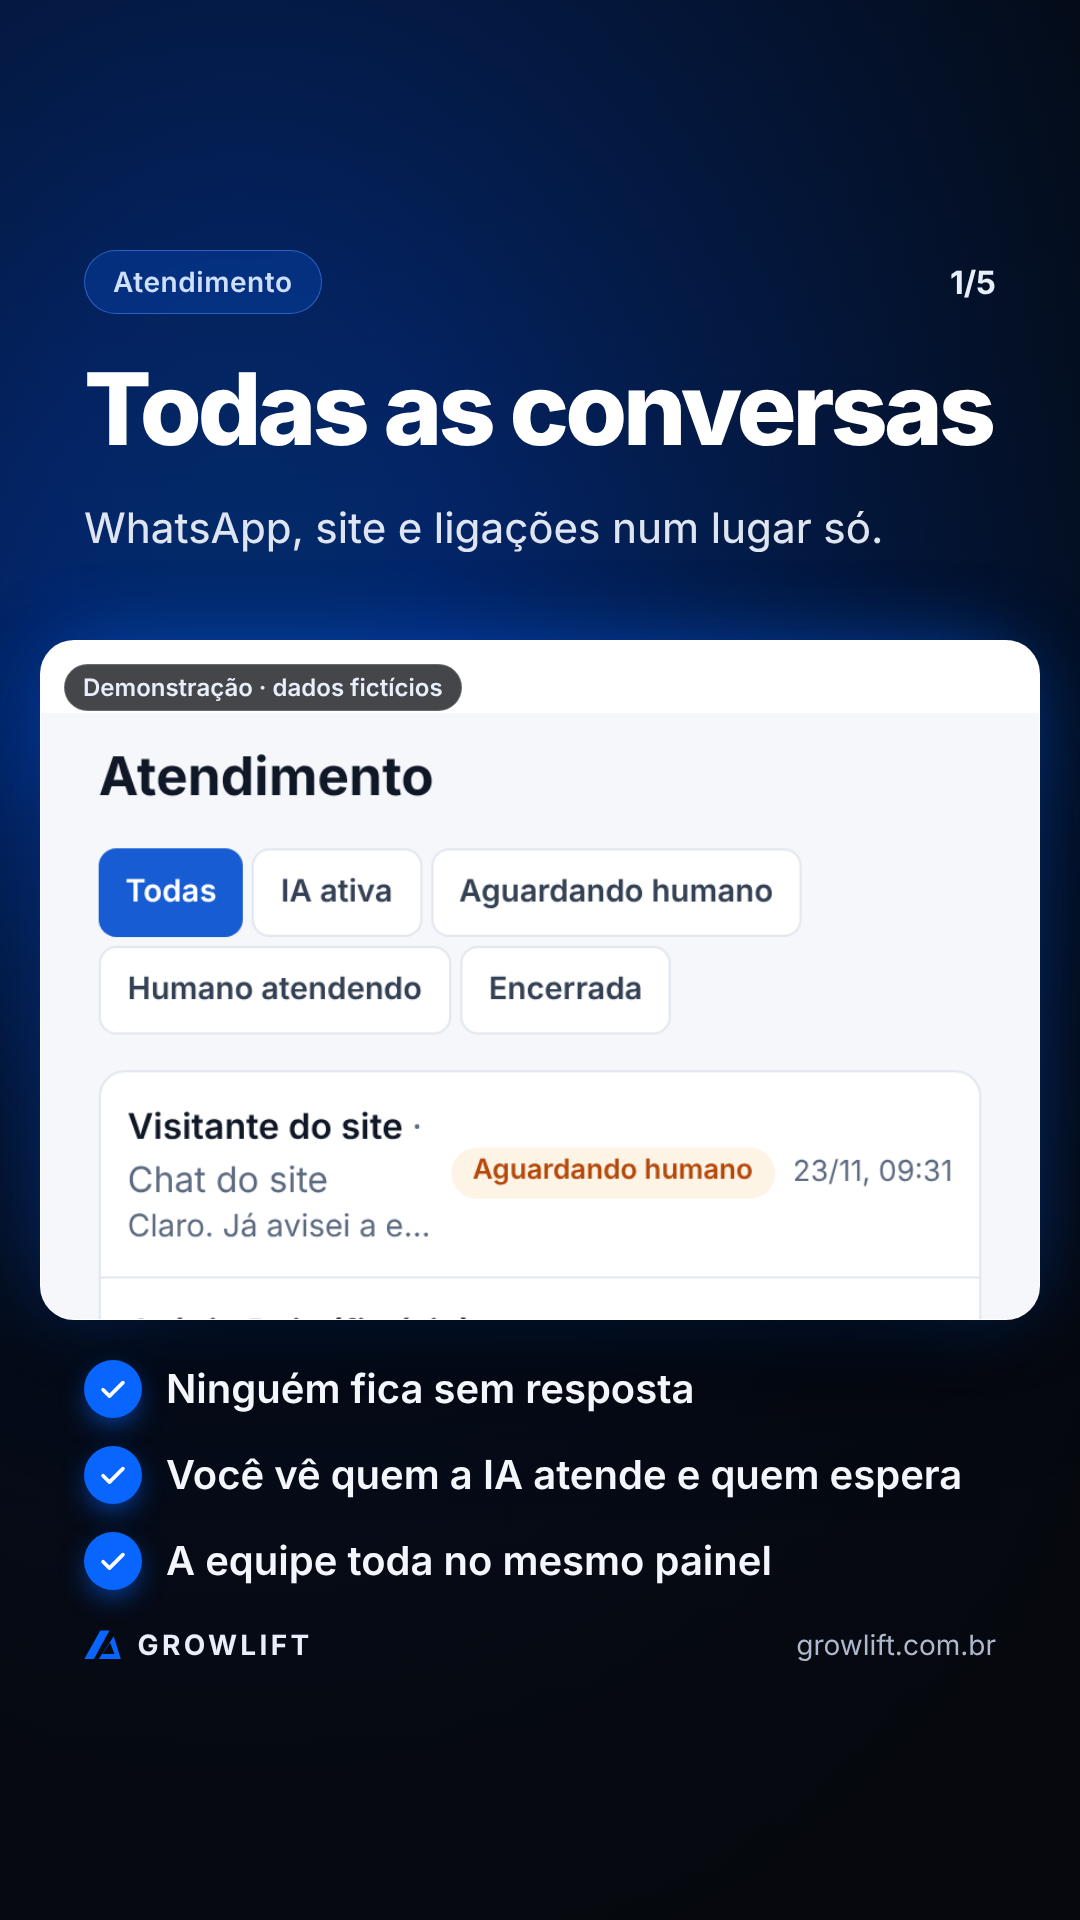 Atendimento
1/5
Todas as conversas
WhatsApp, site e ligações num lugar só.
Demonstração · dados fictícios
Atendimento
Todas
IA ativa
Aguardando humano
Humano atendendo
Encerrada
Visitante do site ·
Chat do site
Claro. Já avisei a e...
Aguardando humano
23/11, 09:31
Ninguém fica sem resposta
Você vê quem a IA atende e quem espera
A equipe toda no mesmo painel
GROWLIFT
growlift.com.br